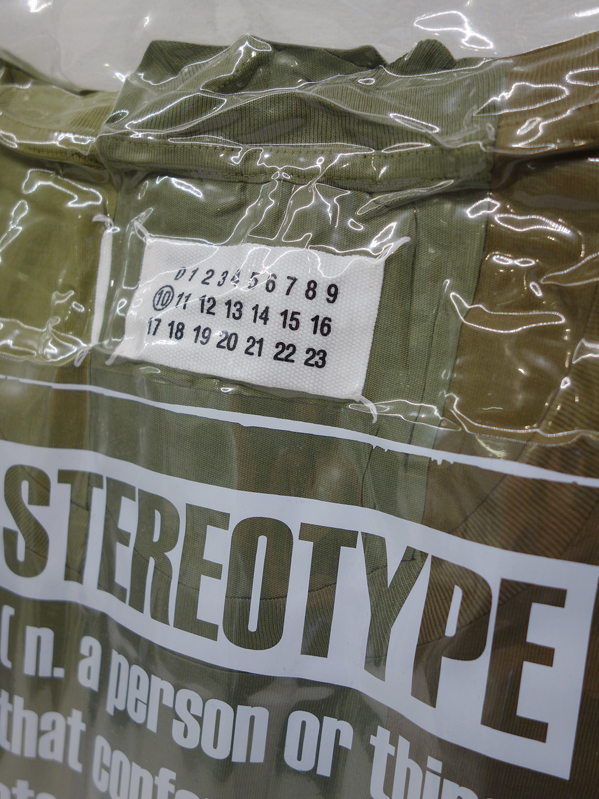 0 1 2 3 4 5 6 7 8 9
10 11 12 13 14 15 16
17 18 19 20 21 22 23
STEREOTYPE
( n. a person or
that